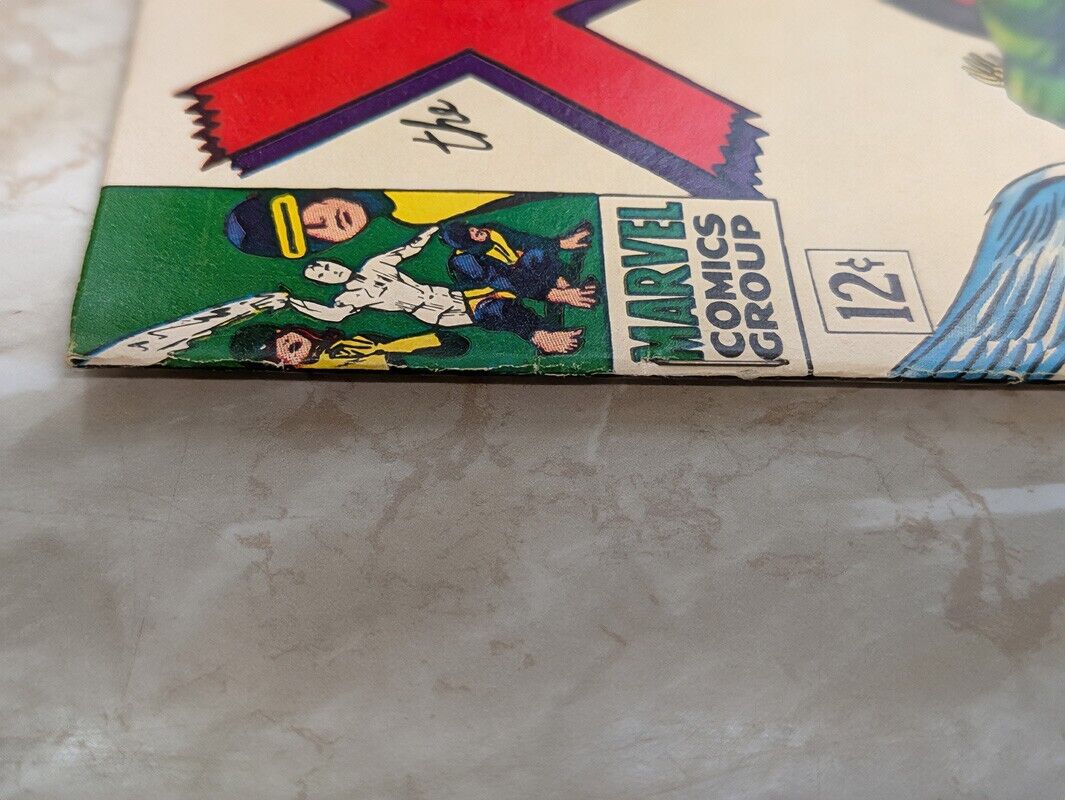 X
the
MARVEL
COMICS
GROUP
12¢